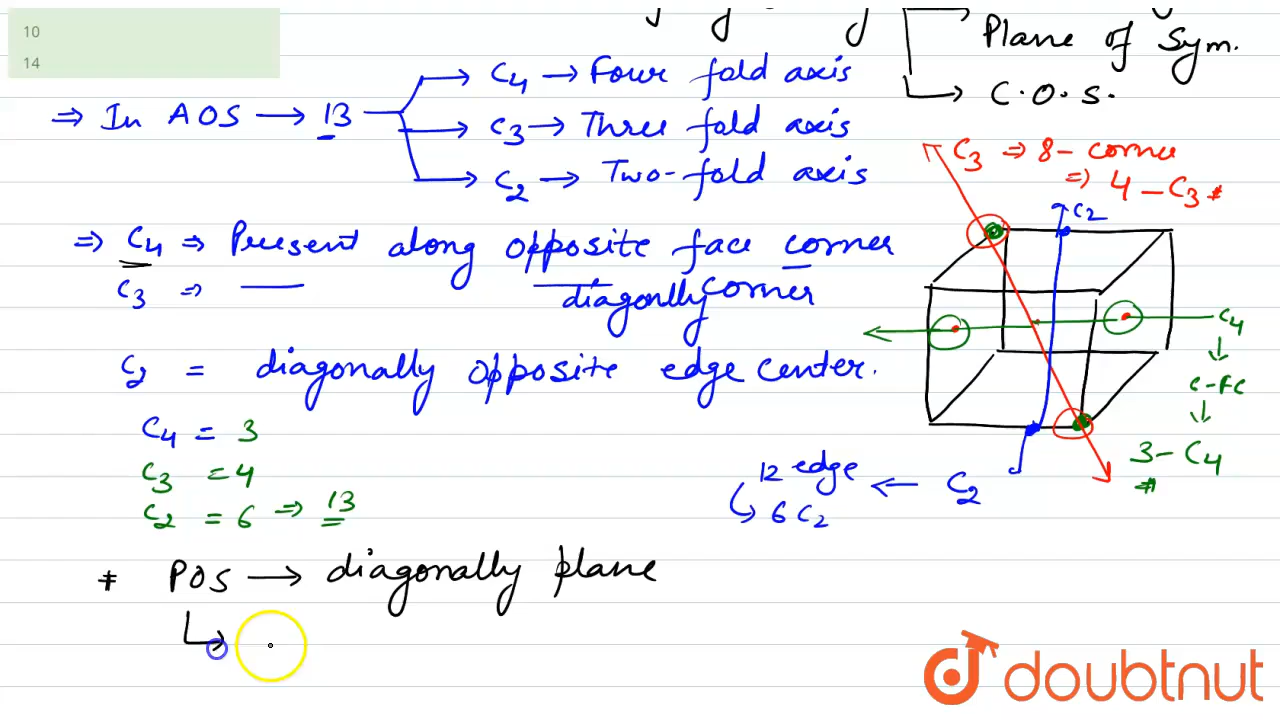 10
14
Plane of Sym.
C.O.S.
⇒ In AOS → 13
→ C4 → Four fold axis
→ C3 → Three fold axis
→ C2 → Two-fold axis
⇒ C4 ⇒ Present along opposite face corner
C3 ⇒ —— —— diagonlly corner
C2 = diagonally opposite edge center.
C4 = 3
C3 = 4
C2 = 6 ⇒ 13
* POS → diagonally plane
C3 ⇒ 8 - corner
⇒ 4 - C3 *
C2
C4
C-FC
3 - C4
*
12 edge ← C2
6 C2
doubtnut